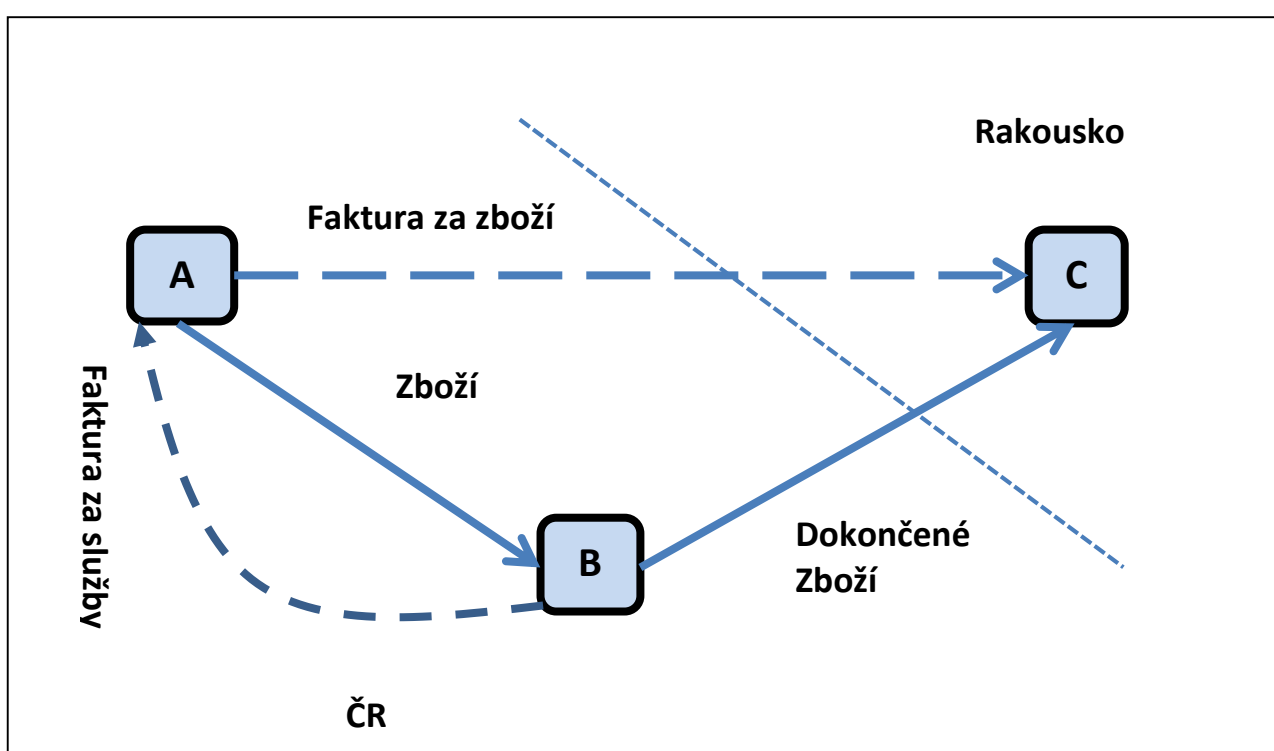 Rakousko
Faktura za zboží
A
C
Zboží
Faktura za služby
B
Dokončené
Zboží
ČR